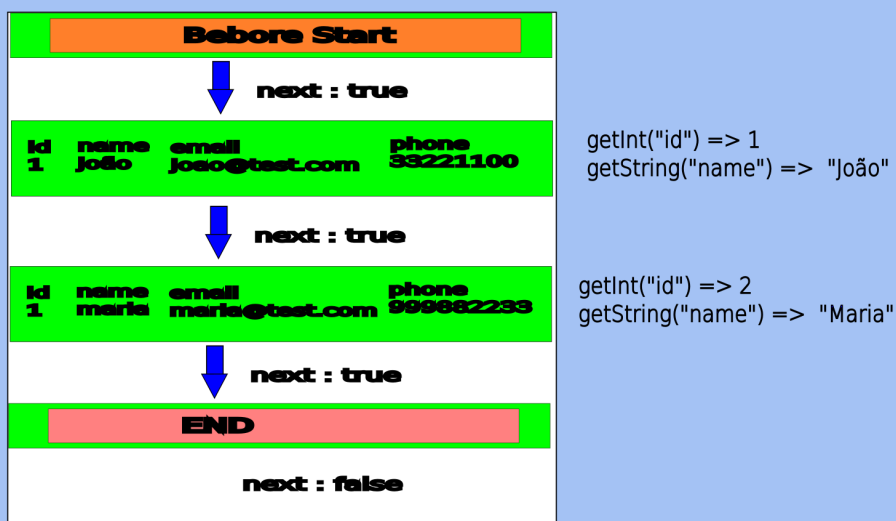 Bebore Start
next : true
id name email phone
1 joão joao@test.com 33221100
getInt("id") => 1
getString("name") => "João"
next : true
id name email phone
1 maria maria@test.com 999882233
getInt("id") => 2
getString("name") => "Maria"
next : true
END
next : false